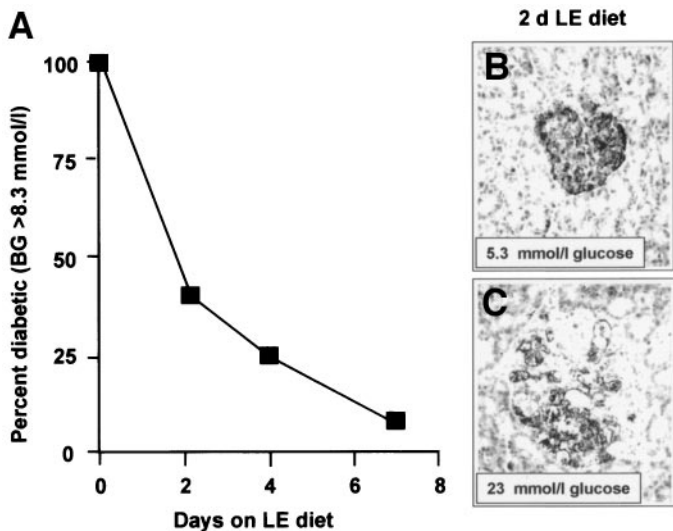 A
Percent diabetic (BG >8.3 mmol/l)
100
75
50
25
0
0 2 4 6 8
Days on LE diet
2 d LE diet
B
5.3 mmol/l glucose
C
23 mmol/l glucose